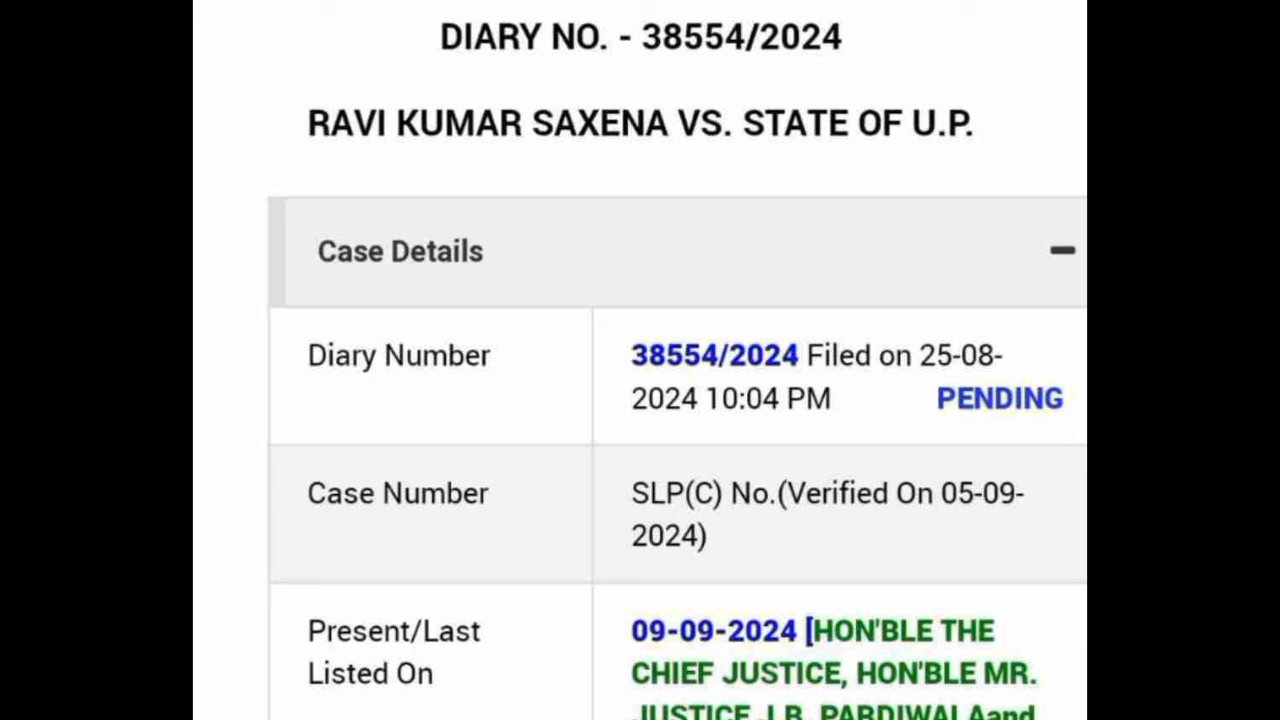 DIARY NO. - 38554/2024
RAVI KUMAR SAXENA VS. STATE OF U.P.
Case Details
Diary Number
38554/2024 Filed on 25-08-
2024 10:04 PM PENDING
Case Number
SLP(C) No.(Verified On 05-09-
2024)
Present/Last
Listed On
09-09-2024 [HON'BLE THE
CHIEF JUSTICE, HON'BLE MR.
JUSTICE J.B. PARDIWALAand